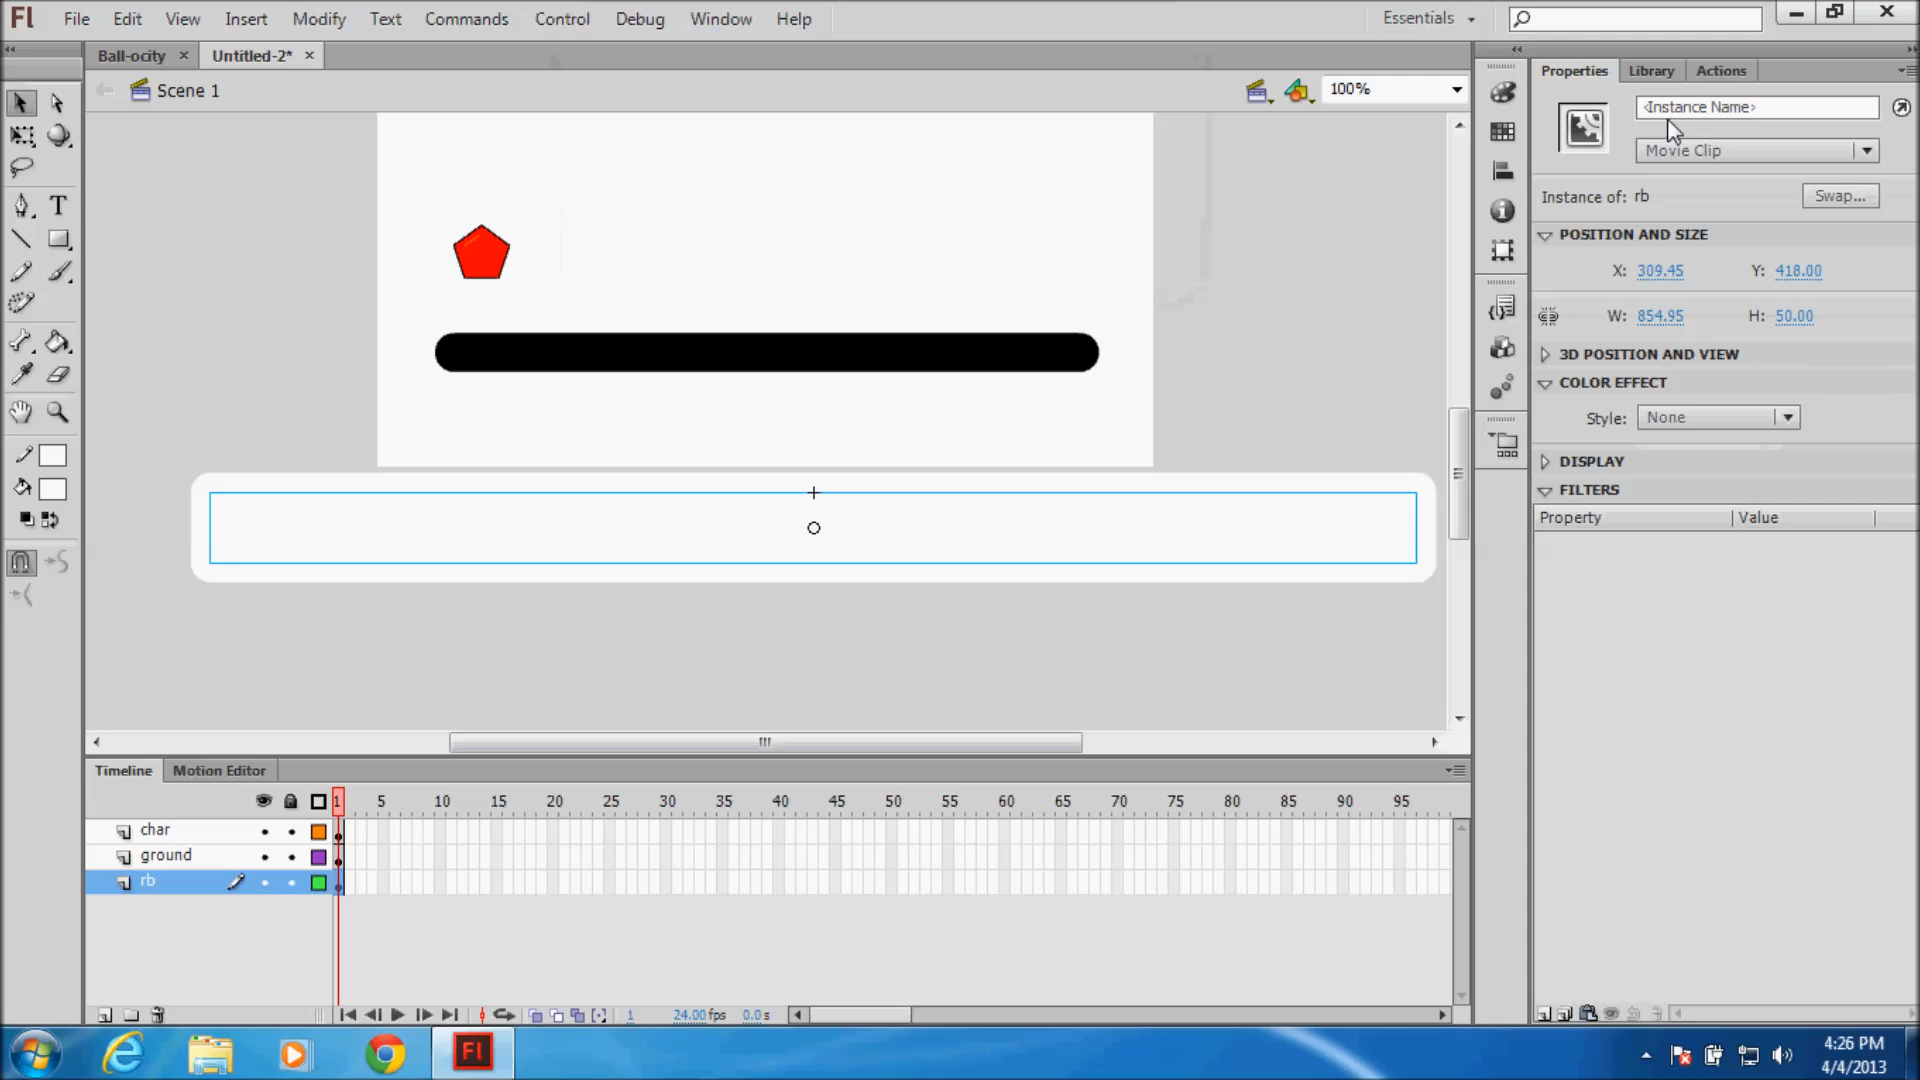 Fl File Edit View Insert Modify Text Commands Control Debug Window Help Essentials
Ball-ocity × Untitled-2* ×
Scene 1 100%
Properties Library Actions
<Instance Name>
Movie Clip
Instance of: rb Swap...
POSITION AND SIZE
X: 309.45 Y: 418.00
W: 854.95 H: 50.00
3D POSITION AND VIEW
COLOR EFFECT
Style: None
DISPLAY
FILTERS
Property Value
T
Timeline Motion Editor
1 5 10 15 20 25 30 35 40 45 50 55 60 65 70 75 80 85 90 95
char
ground
rb
1 24.00fps 0.0s
Fl
4:26 PM
4/4/2013